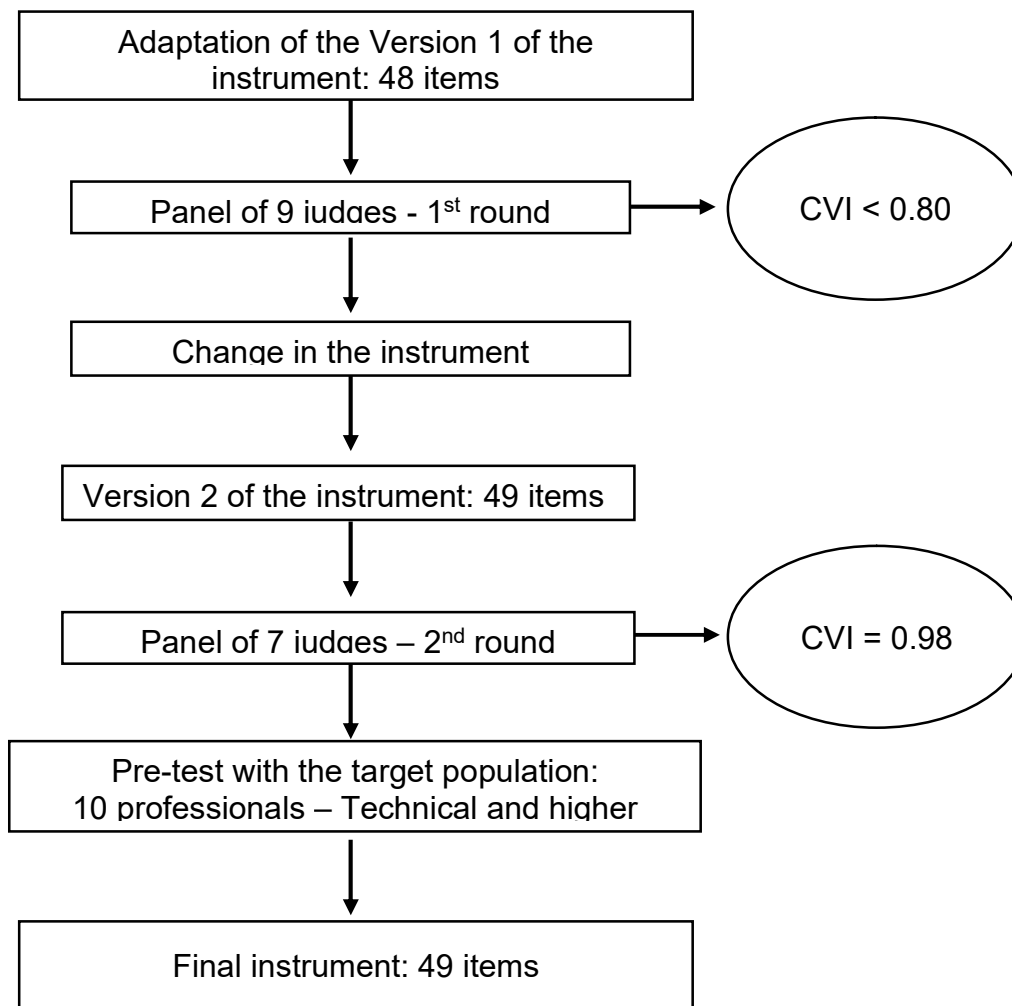 Adaptation of the Version 1 of the
instrument: 48 items
Panel of 9 judges - 1st round
CVI < 0.80
Change in the instrument
Version 2 of the instrument: 49 items
Panel of 7 judges – 2nd round
CVI = 0.98
Pre-test with the target population:
10 professionals – Technical and higher
Final instrument: 49 items